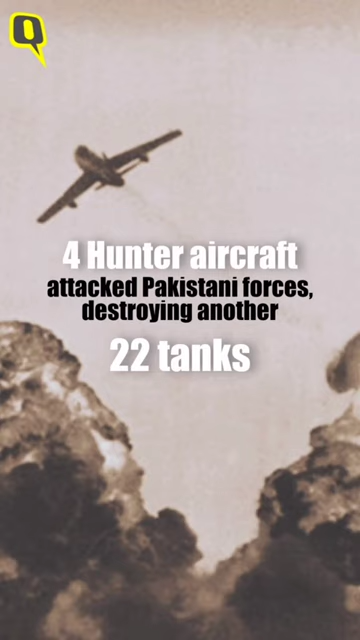 Q
4 Hunter aircraft
attacked Pakistani forces,
destroying another
22 tanks